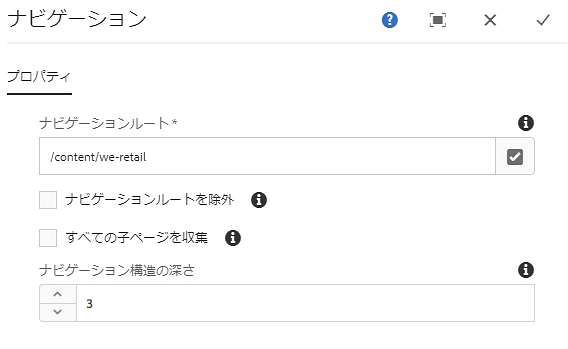 ナビゲーション
プロパティ
ナビゲーションルート*
/content/we-retail
ナビゲーションルートを除外
すべての子ページを収集
ナビゲーション構造の深さ
3